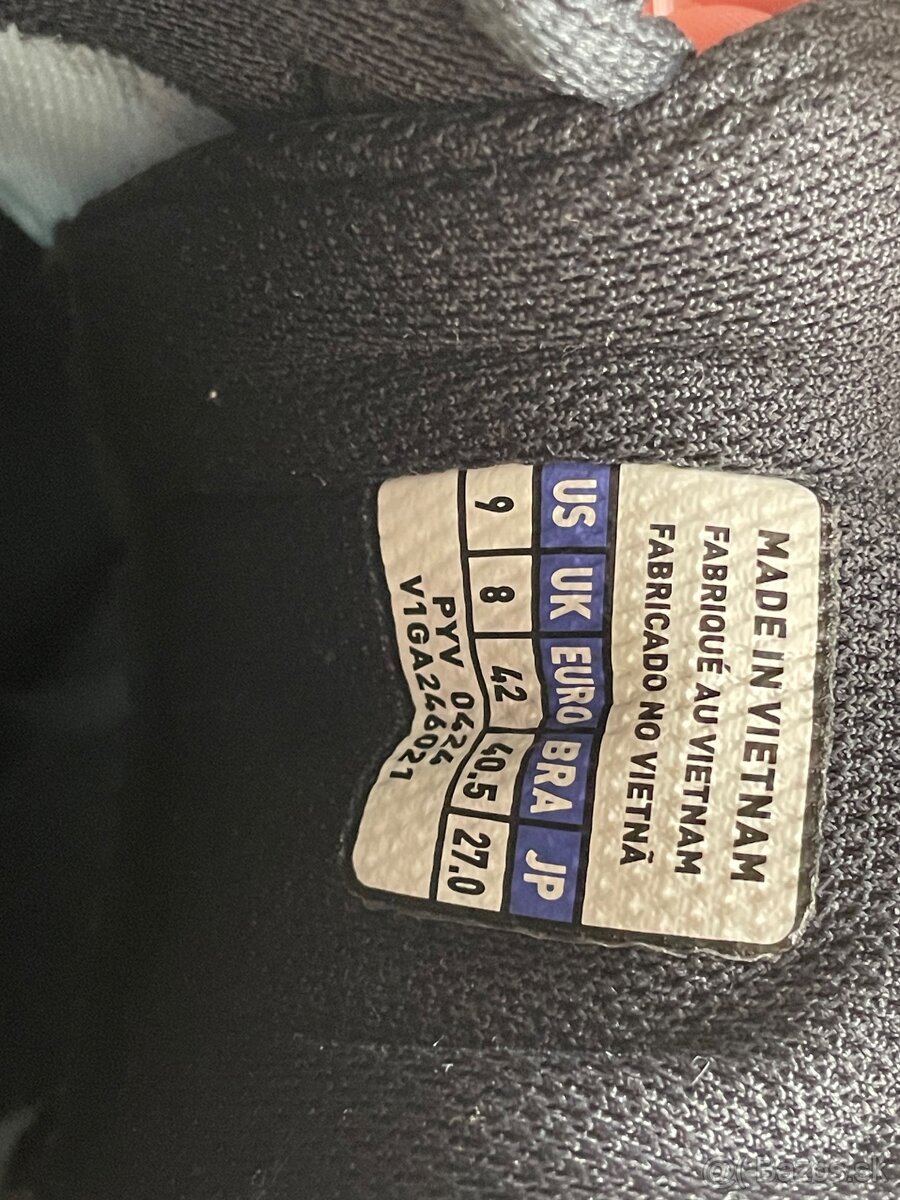 MADE IN VIETNAM
FABRIQUÉ AU VIETNAM
FABRICADO NO VIETNÃ
US UK EURO BRA JP
9 8 42 40.5 27.0
PYV 0424
V1GA246021